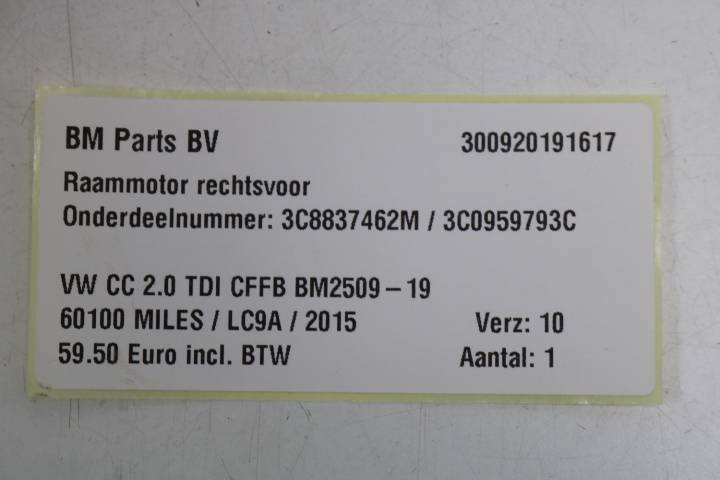 BM Parts BV 300920191617
Raammotor rechtsvoor
Onderdeelnummer: 3C8837462M / 3C0959793C
VW CC 2.0 TDI CFFB BM2509 – 19
60100 MILES / LC9A / 2015 Verz: 10
59.50 Euro incl. BTW Aantal: 1